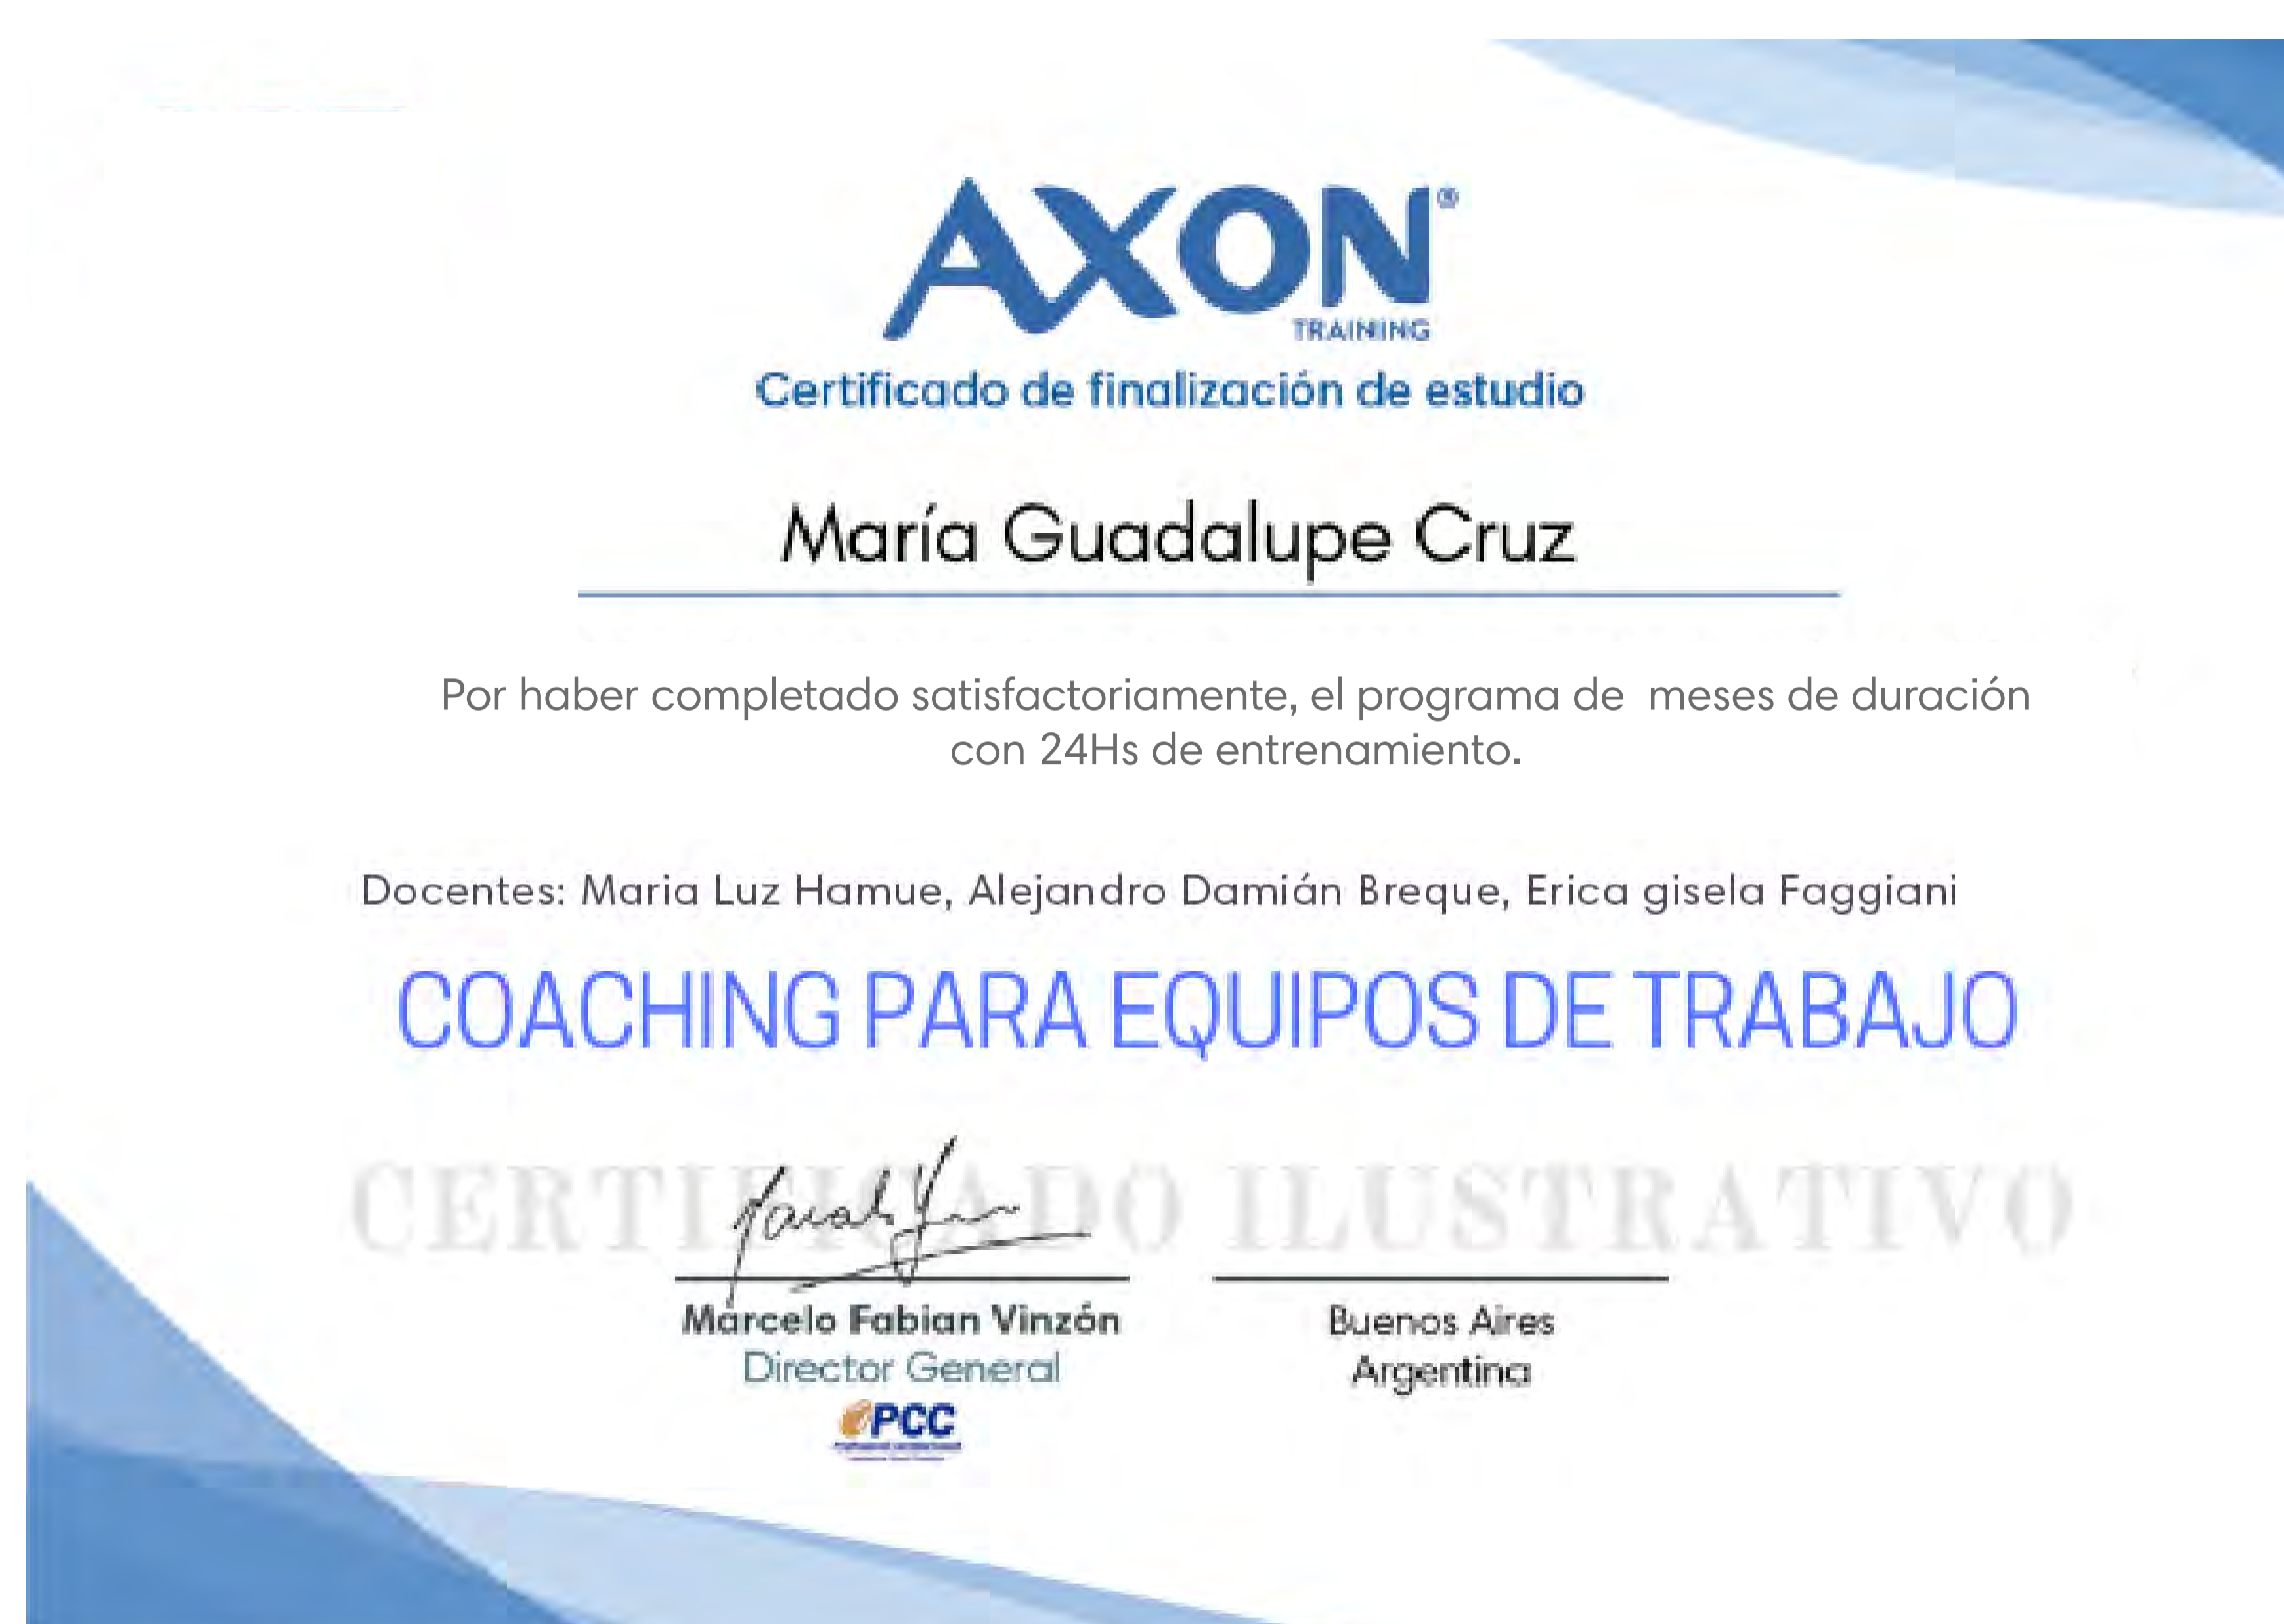 AXON®
TRAINING
Certificado de finalización de estudio
María Guadalupe Cruz
Por haber completado satisfactoriamente, el programa de  meses de duración
con 24Hs de entrenamiento.
Docentes: Maria Luz Hamue, Alejandro Damián Breque, Erica gisela Faggiani
COACHING PARA EQUIPOS DE TRABAJO
CERTIFICADO ILUSTRATIVO
Marcelo Fabian Vinzón
Director General
PCC
Buenos Aires
Argentina